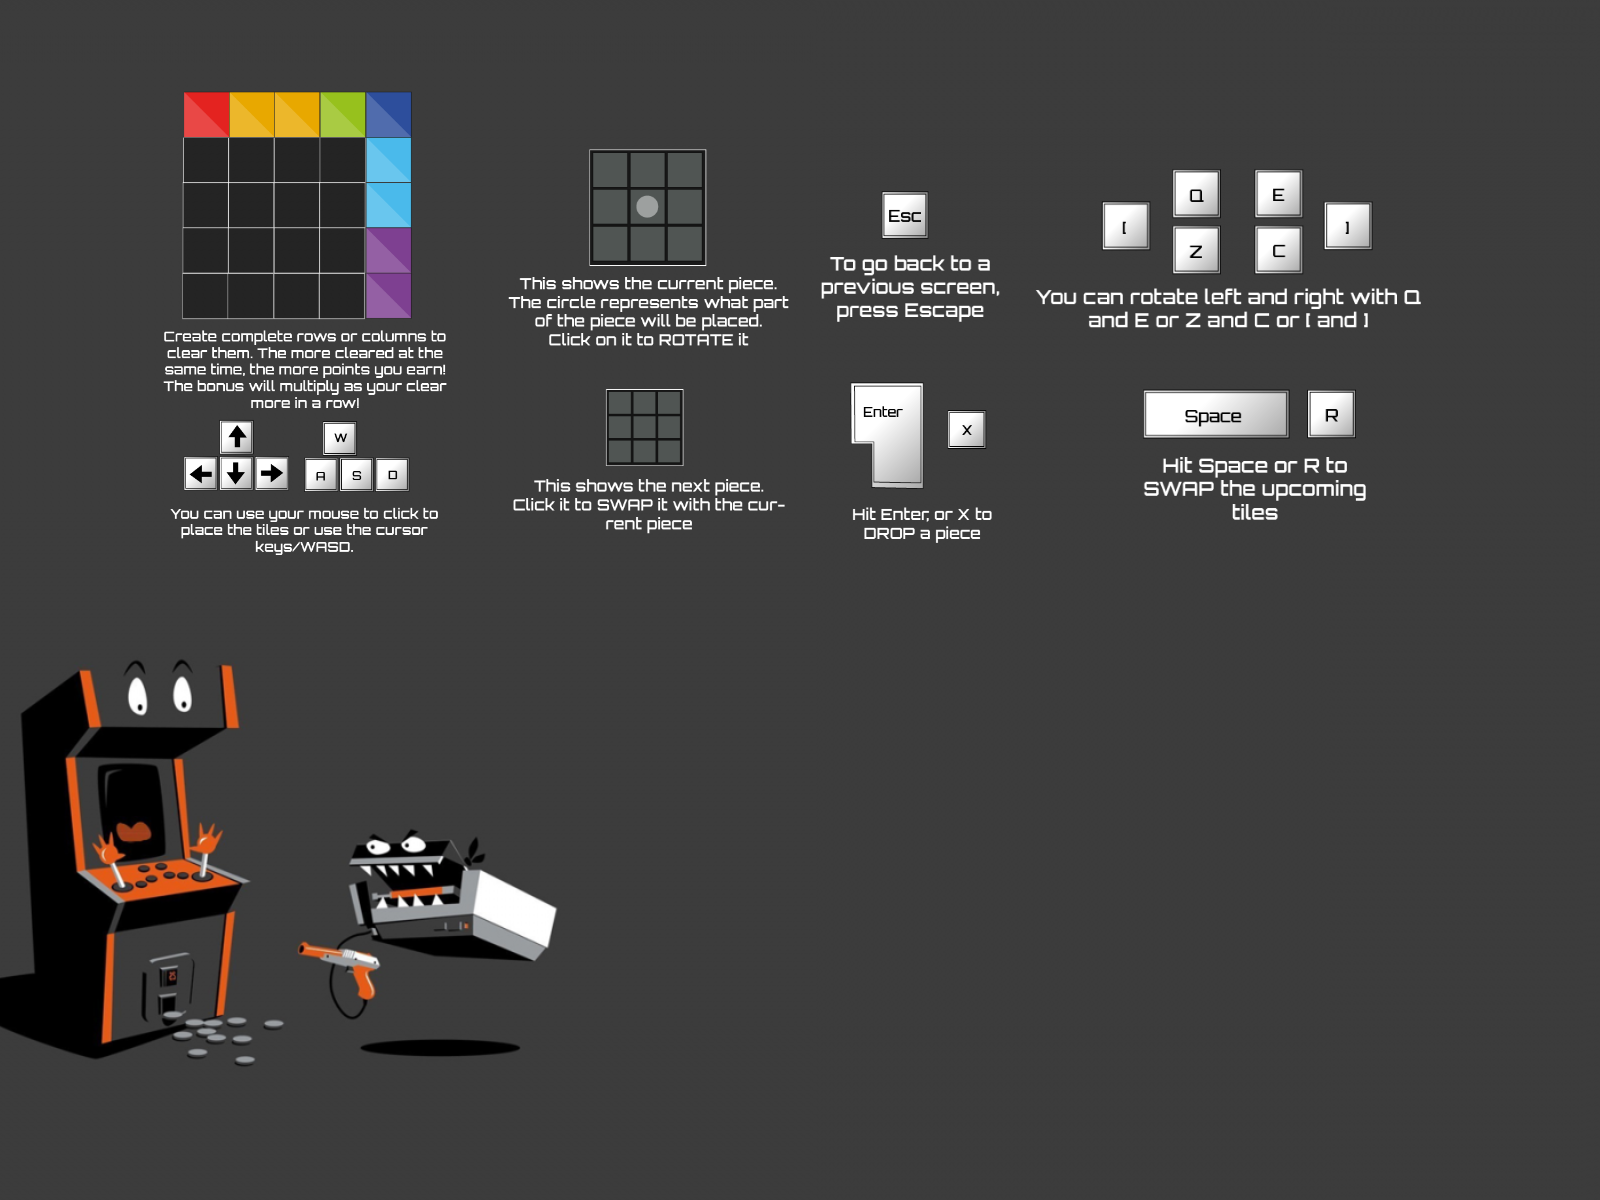 Create complete rows or columns to
clear them. The more cleared at the
same time, the more points you earn!
The bonus will multiply as your clear
more in a row!
W
A S D
You can use your mouse to click to
place the tiles or use the cursor
keys/WASD.
This shows the current piece.
The circle represents what part
of the piece will be placed.
Click on it to ROTATE it
This shows the next piece.
Click it to SWAP it with the cur-
rent piece
Esc
To go back to a
previous screen,
press Escape
Enter
X
Hit Enter, or X to
DROP a piece
Q E
[ ]
Z C
You can rotate left and right with Q
and E or Z and C or [ and ]
Space R
Hit Space or R to
SWAP the upcoming
tiles